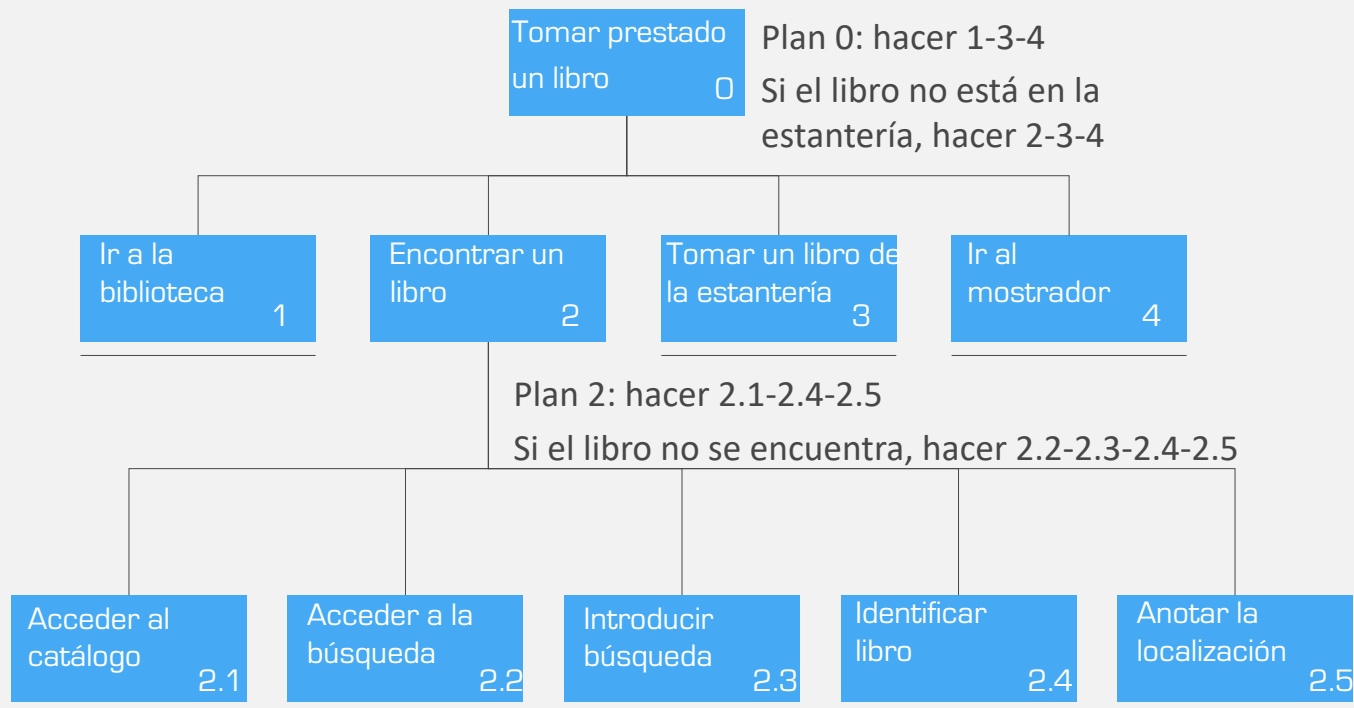 Tomar prestado
un libro
0
Plan 0: hacer 1-3-4
Si el libro no está en la
estantería, hacer 2-3-4
Ir a la
biblioteca
1
Encontrar un
libro
2
Tomar un libro de
la estantería
3
Ir al
mostrador
4
Plan 2: hacer 2.1-2.4-2.5
Si el libro no se encuentra, hacer 2.2-2.3-2.4-2.5
Acceder al
catálogo
2.1
Acceder a la
búsqueda
2.2
Introducir
búsqueda
2.3
Identificar
libro
2.4
Anotar la
localización
2.5